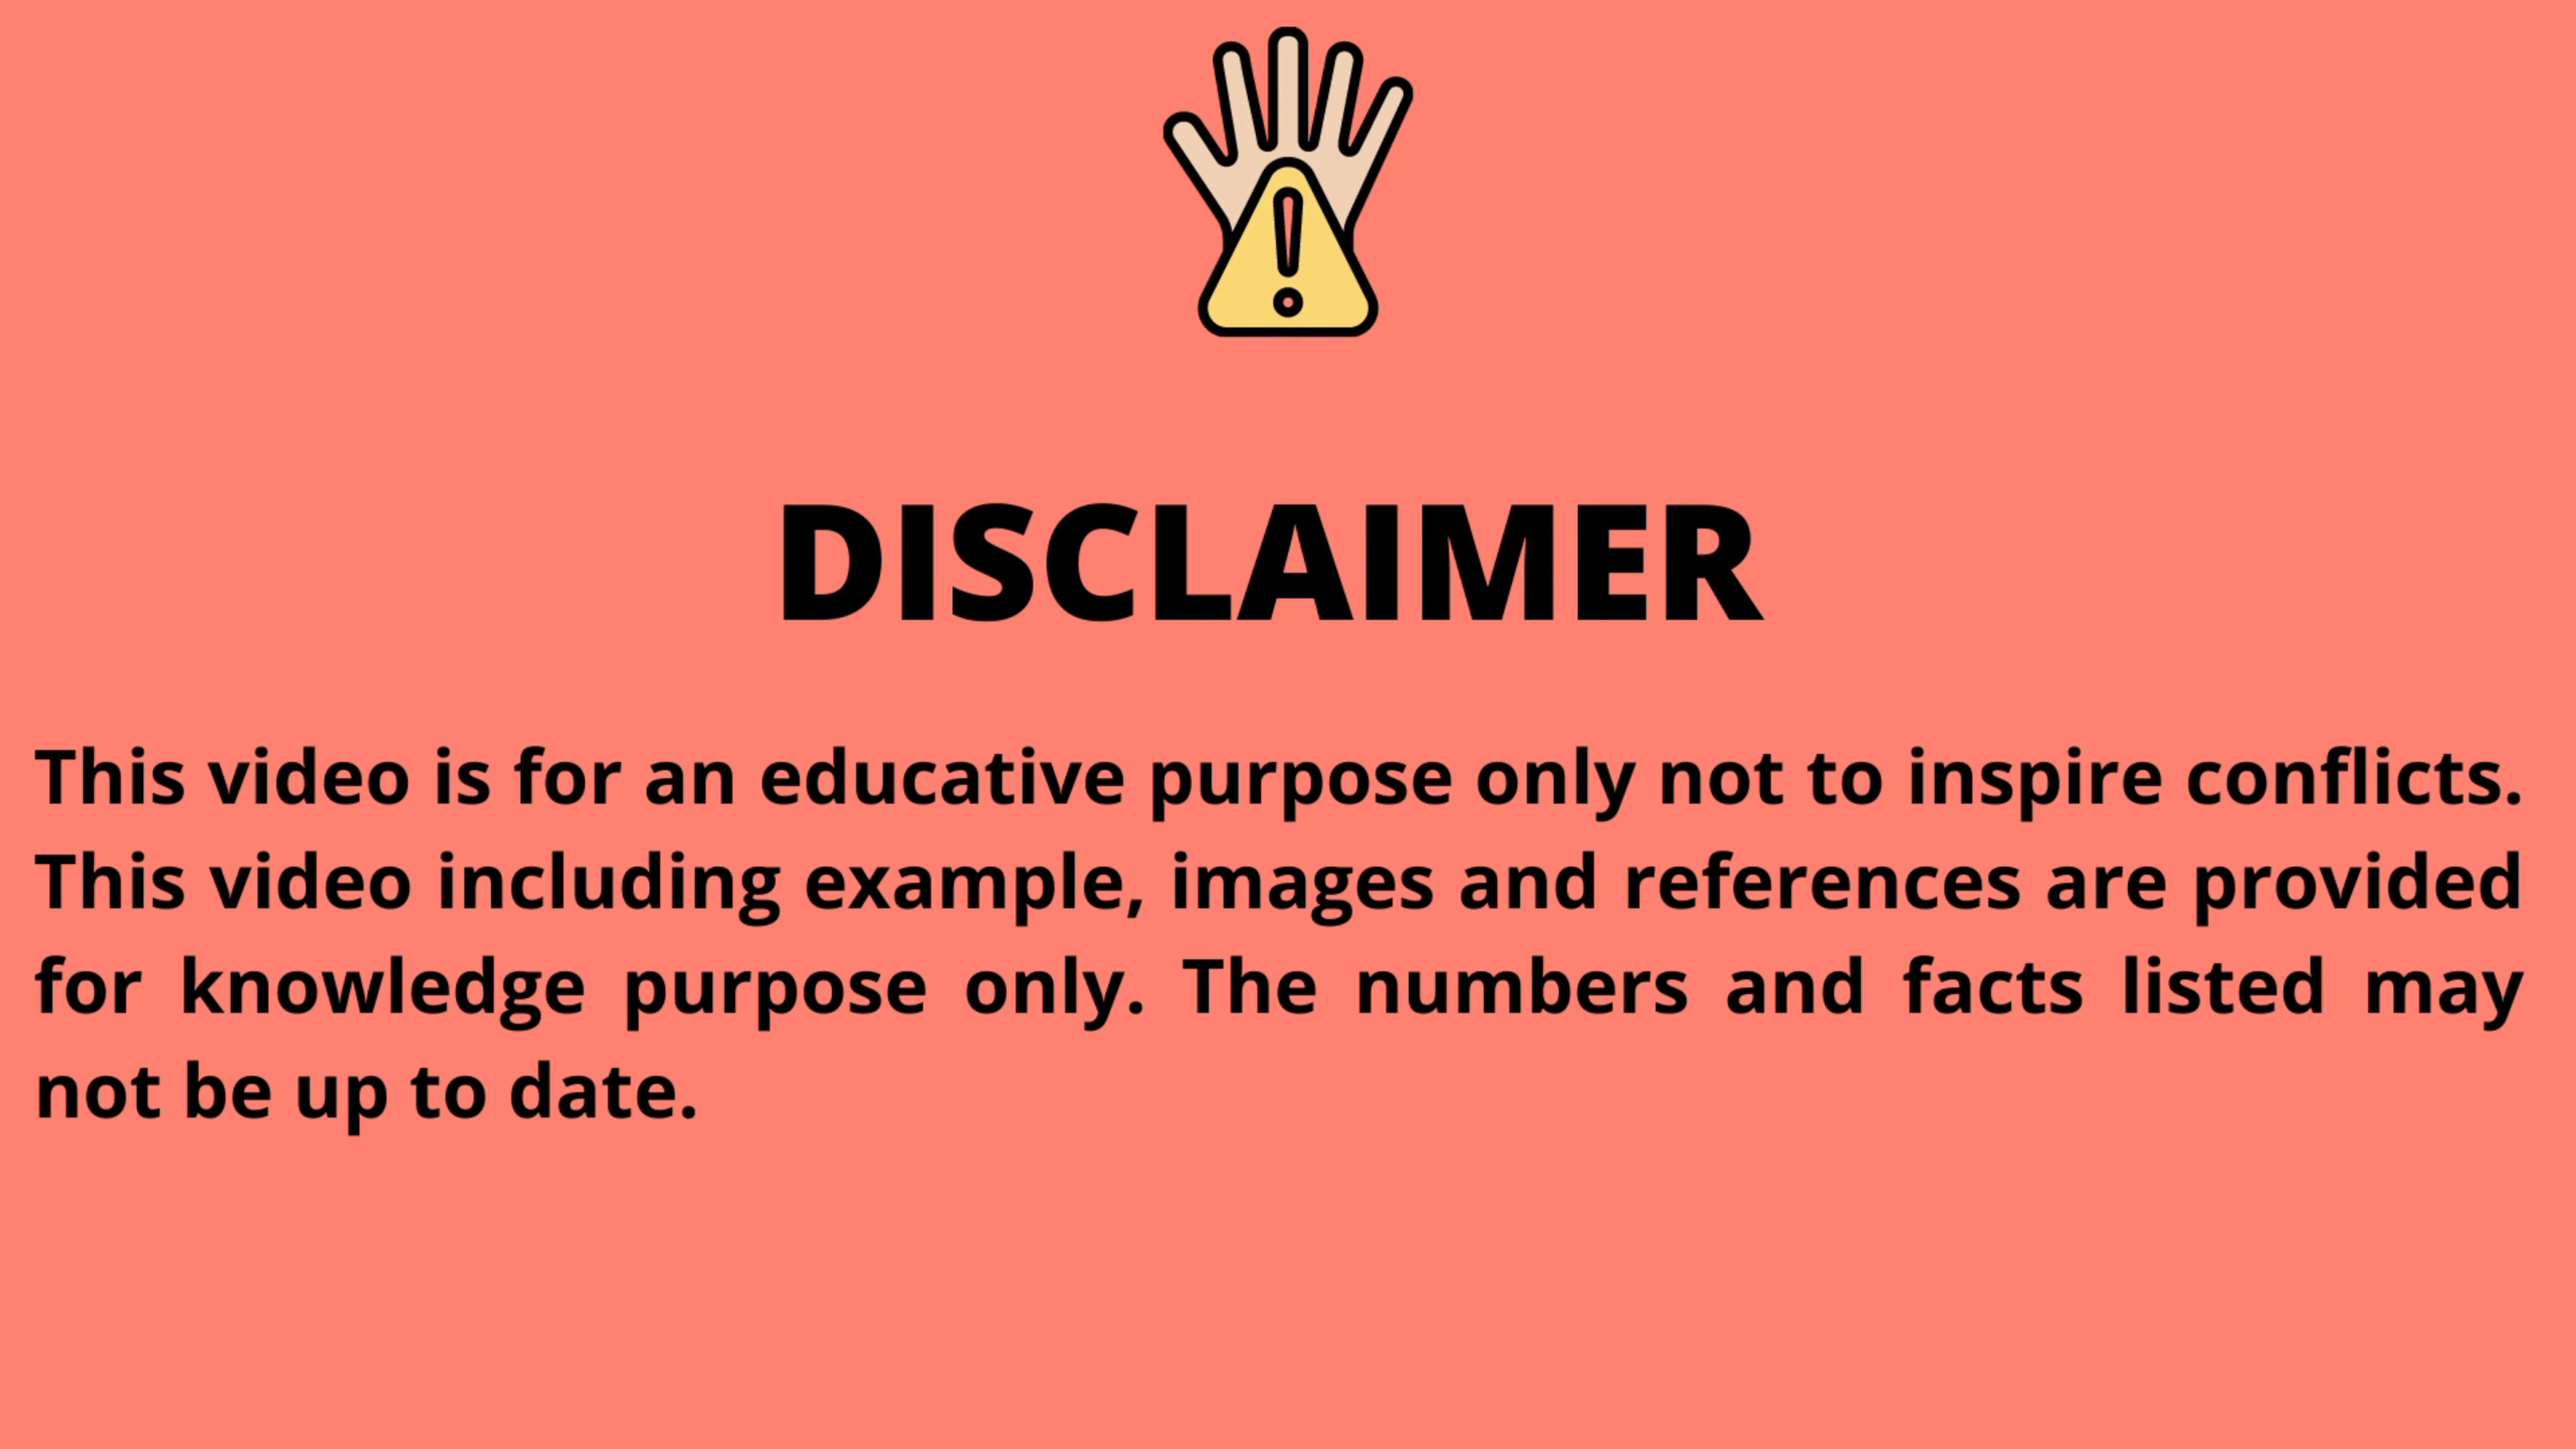 DISCLAIMER
This video is for an educative purpose only not to inspire conflicts.
This video including example, images and references are provided
for knowledge purpose only. The numbers and facts listed may
not be up to date.